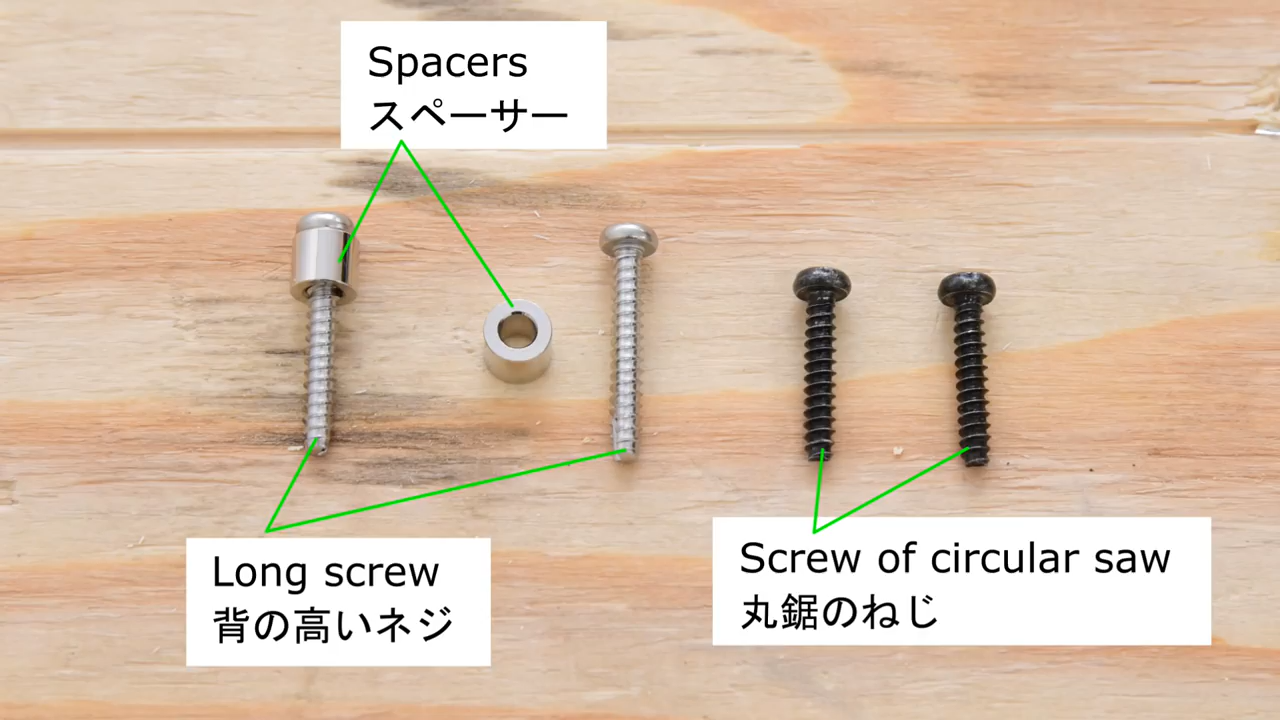 Spacers
スペーサー
Long screw
背の高いネジ
Screw of circular saw
丸鋸のねじ